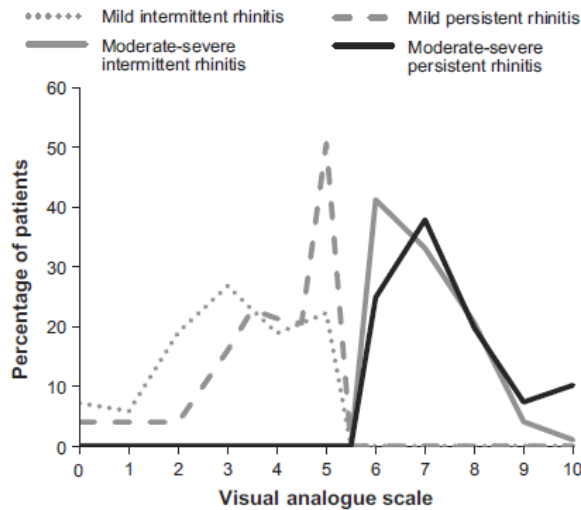 Mild intermittent rhinitis
Mild persistent rhinitis
Moderate-severe
intermittent rhinitis
Moderate-severe
persistent rhinitis
60
50
40
30
20
10
0
Percentage of patients
0 1 2 3 4 5 6 7 8 9 10
Visual analogue scale